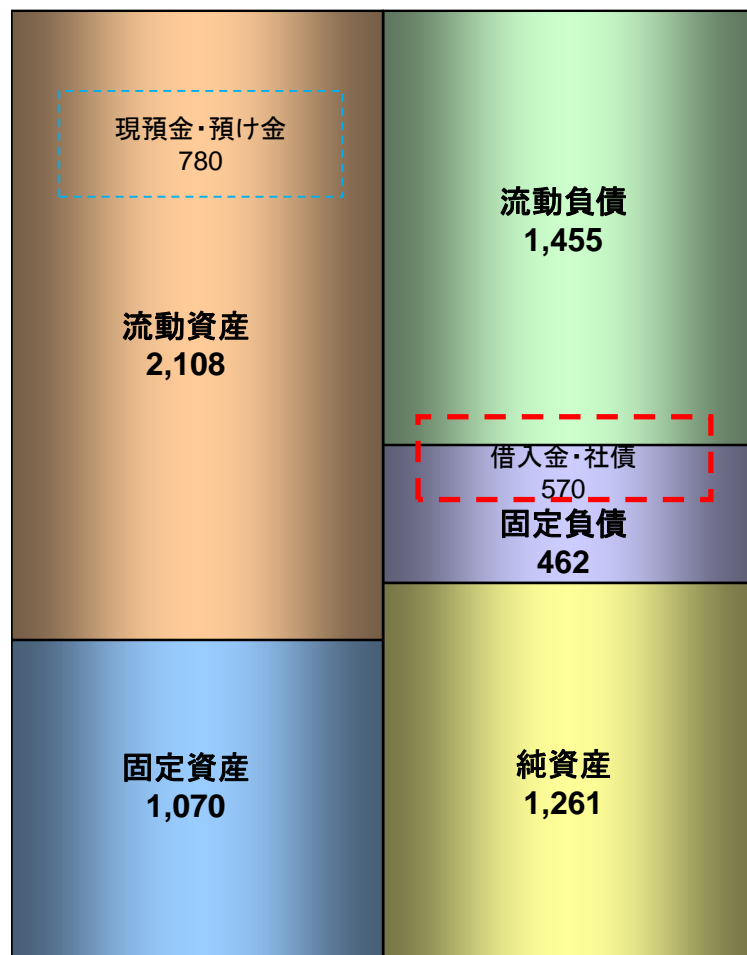 現預金・預け金
780
流動資産
2,108
固定資産
1,070
流動負債
1,455
借入金・社債
570
固定負債
462
純資産
1,261